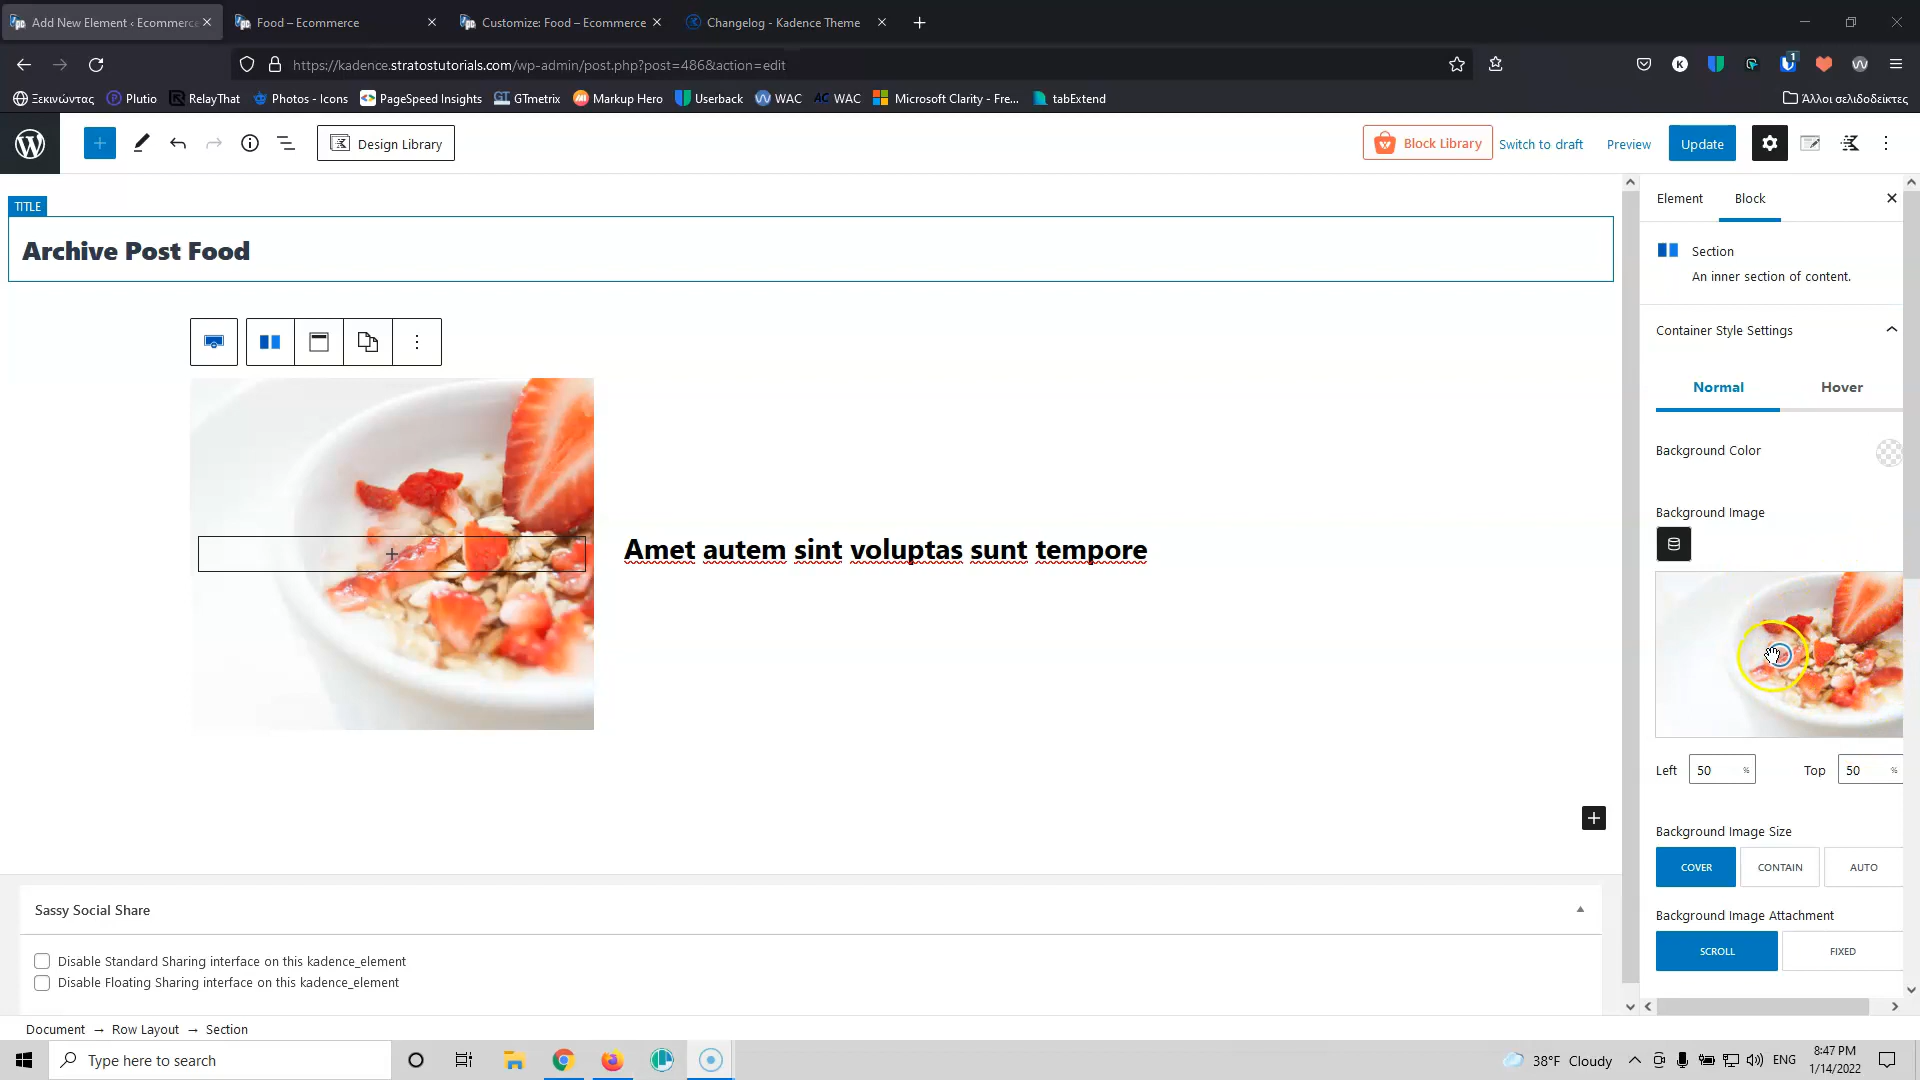 Add New Element ‹ Ecommerce
Food – Ecommerce
Customize: Food – Ecommerce
Changelog - Kadence Theme
https://kadence.stratostutorials.com/wp-admin/post.php?post=486&action=edit
Ξεκινώντας
Plutio
RelayThat
Photos - Icons
PageSpeed Insights
GTmetrix
Markup Hero
Userback
WAC
WAC
Microsoft Clarity - Fre...
tabExtend
Άλλοι σελιδοδείκτες
Design Library
Block Library
Switch to draft
Preview
Update
TITLE
Archive Post Food
Amet autem sint voluptas sunt tempore
Element
Block
Section
An inner section of content.
Container Style Settings
Normal
Hover
Background Color
Background Image
Left 50 %
Top 50 %
Background Image Size
COVER
CONTAIN
AUTO
Background Image Attachment
SCROLL
FIXED
Sassy Social Share
Disable Standard Sharing interface on this kadence_element
Disable Floating Sharing interface on this kadence_element
Document → Row Layout → Section
Type here to search
38°F Cloudy
ENG
8:47 PM
1/14/2022